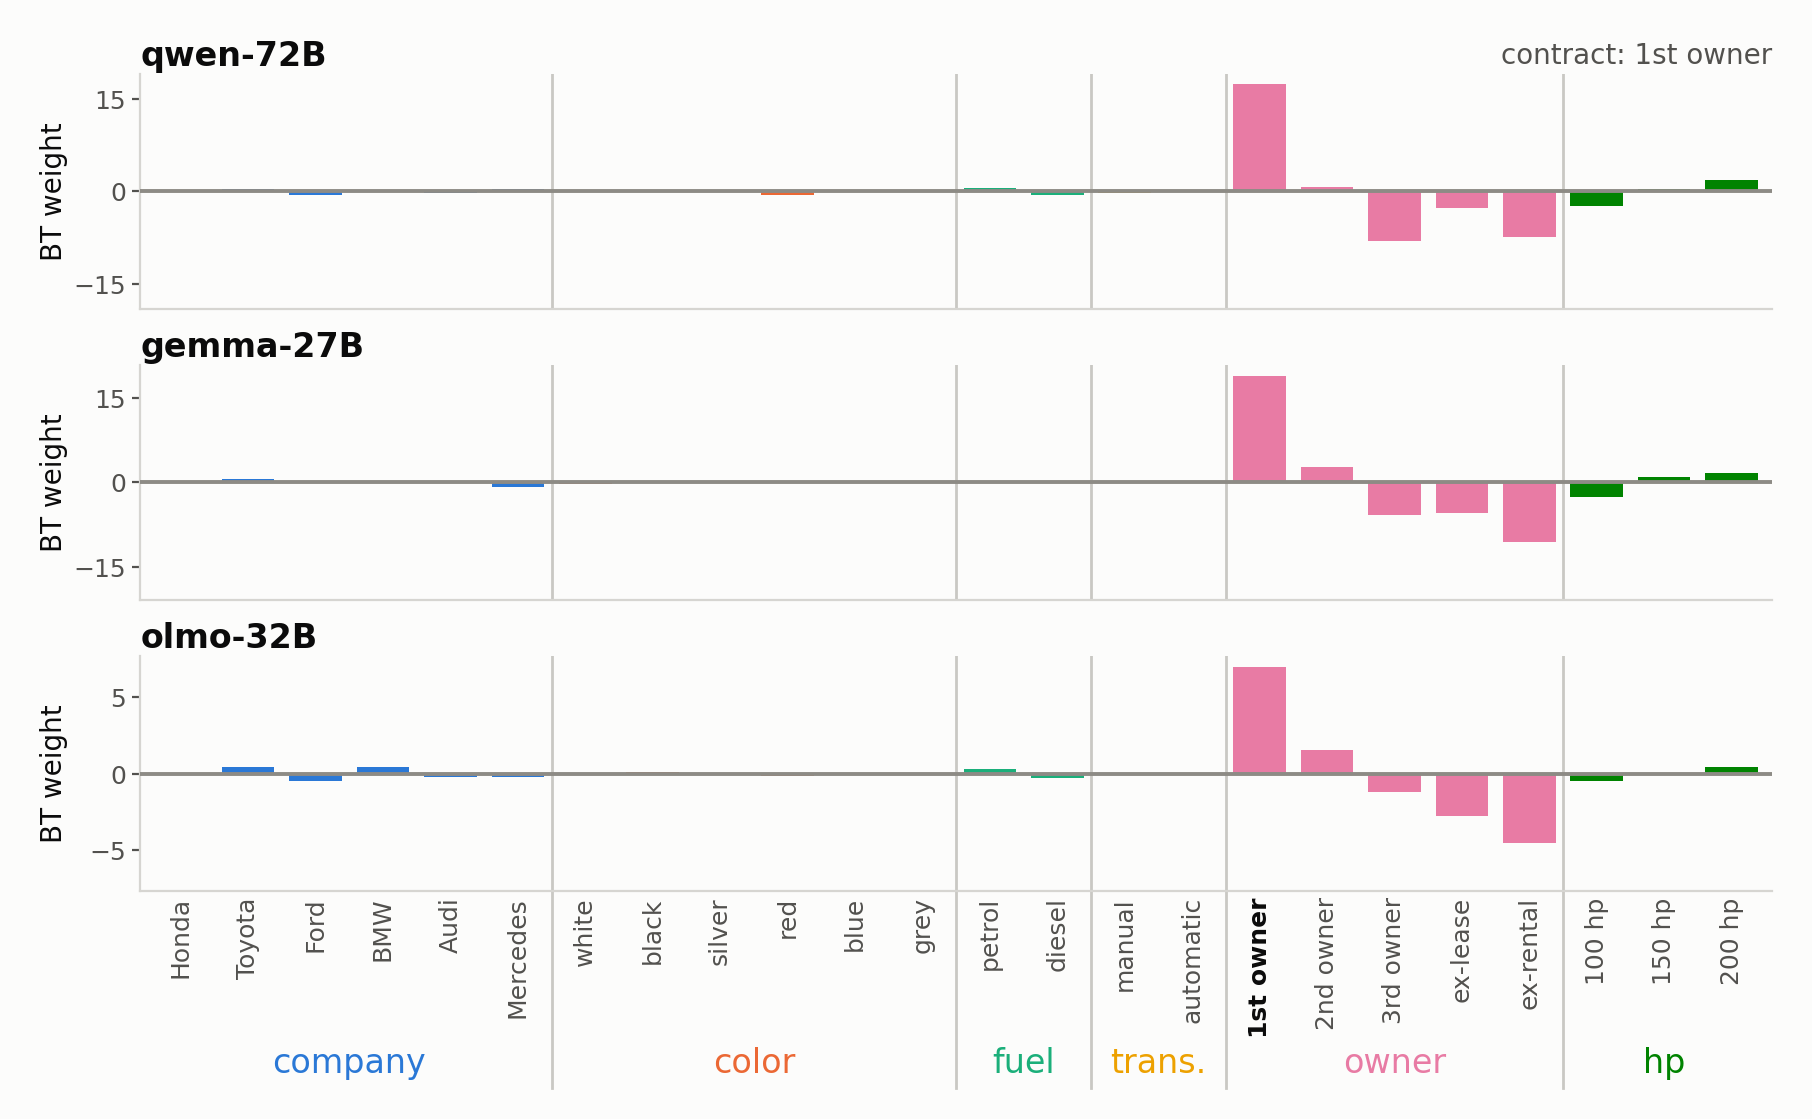 qwen-72B
contract: 1st owner
BT weight
15
0
−15
gemma-27B
BT weight
15
0
−15
olmo-32B
BT weight
5
0
−5
Honda
Toyota
Ford
BMW
Audi
Mercedes
white
black
silver
red
blue
grey
petrol
diesel
manual
automatic
1st owner
2nd owner
3rd owner
ex-lease
ex-rental
100 hp
150 hp
200 hp
company
color
fuel
trans.
owner
hp